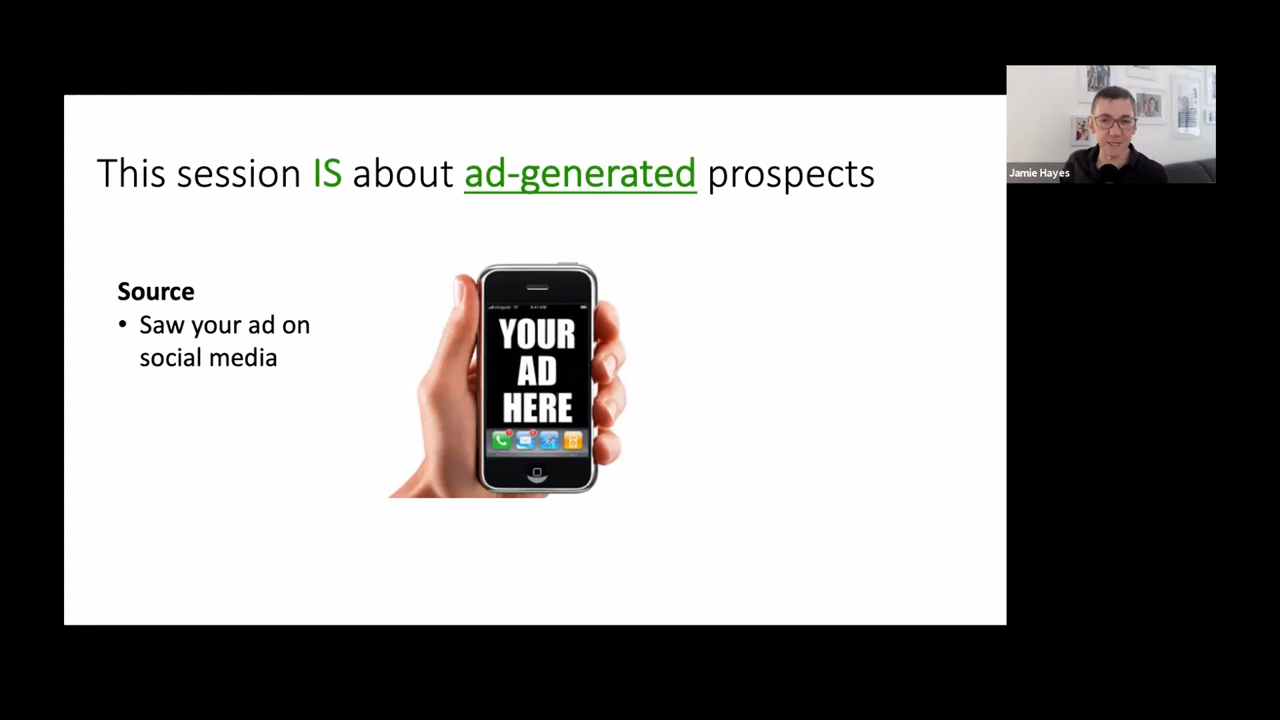 This session IS about ad-generated prospects
Jamie Hayes
Source
• Saw your ad on
social media
YOUR
AD
HERE